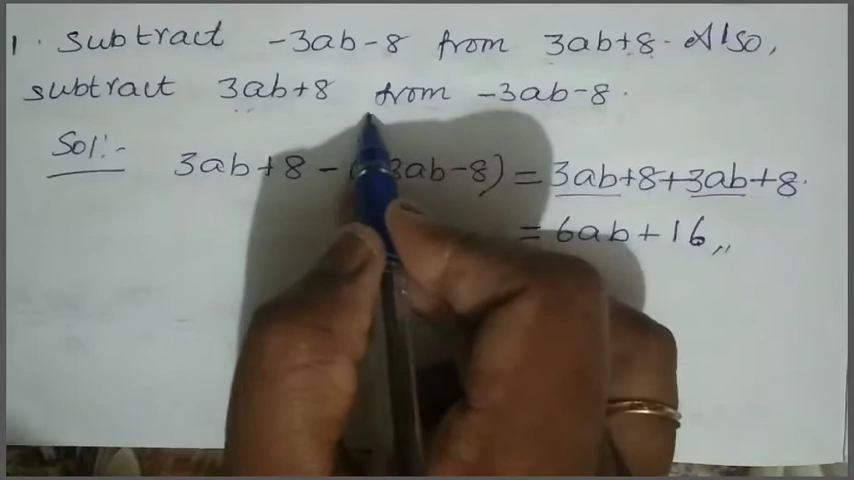 1. Subtract -3ab-8 from 3ab+8. Also,
subtract 3ab+8 from -3ab-8.
Sol:-
3ab+8-( 3ab-8) = 3ab+8+3ab+8.
= 6ab+16,,